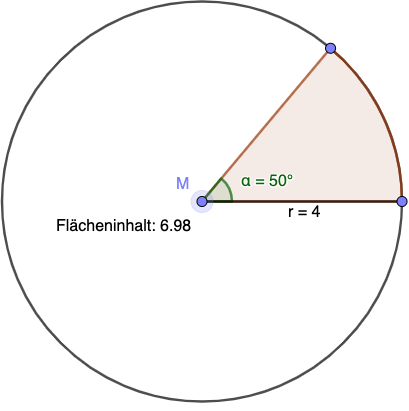 M
α = 50°
r = 4
Flächeninhalt: 6.98